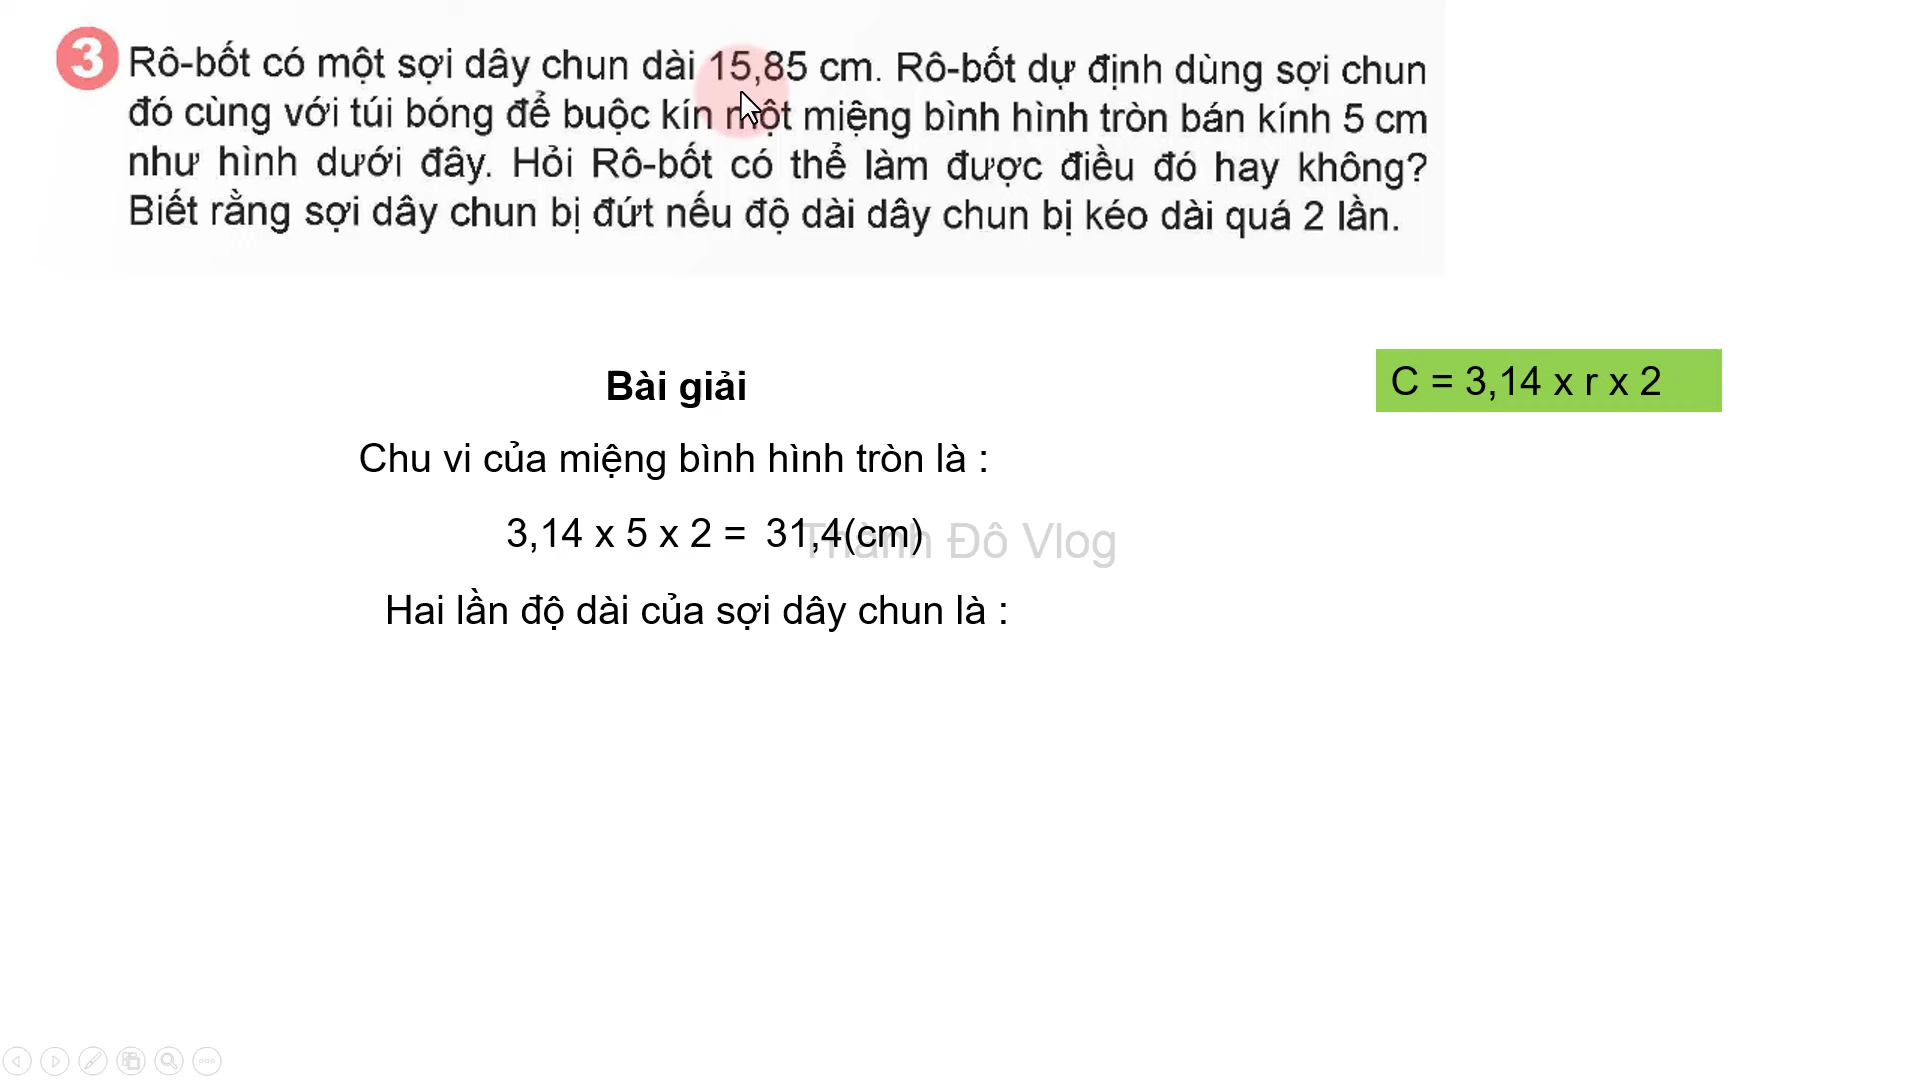 3 Rô-bốt có một sợi dây chun dài 15,85 cm. Rô-bốt dự định dùng sợi chun
đó cùng với túi bóng để buộc kín một miệng bình hình tròn bán kính 5 cm
như hình dưới đây. Hỏi Rô-bốt có thể làm được điều đó hay không?
Biết rằng sợi dây chun bị đứt nếu độ dài dây chun bị kéo dài quá 2 lần.
Bài giải
C = 3,14 x r x 2
Chu vi của miệng bình hình tròn là :
3,14 x 5 x 2 = 31,4(cm)
Thành Đô Vlog
Hai lần độ dài của sợi dây chun là :